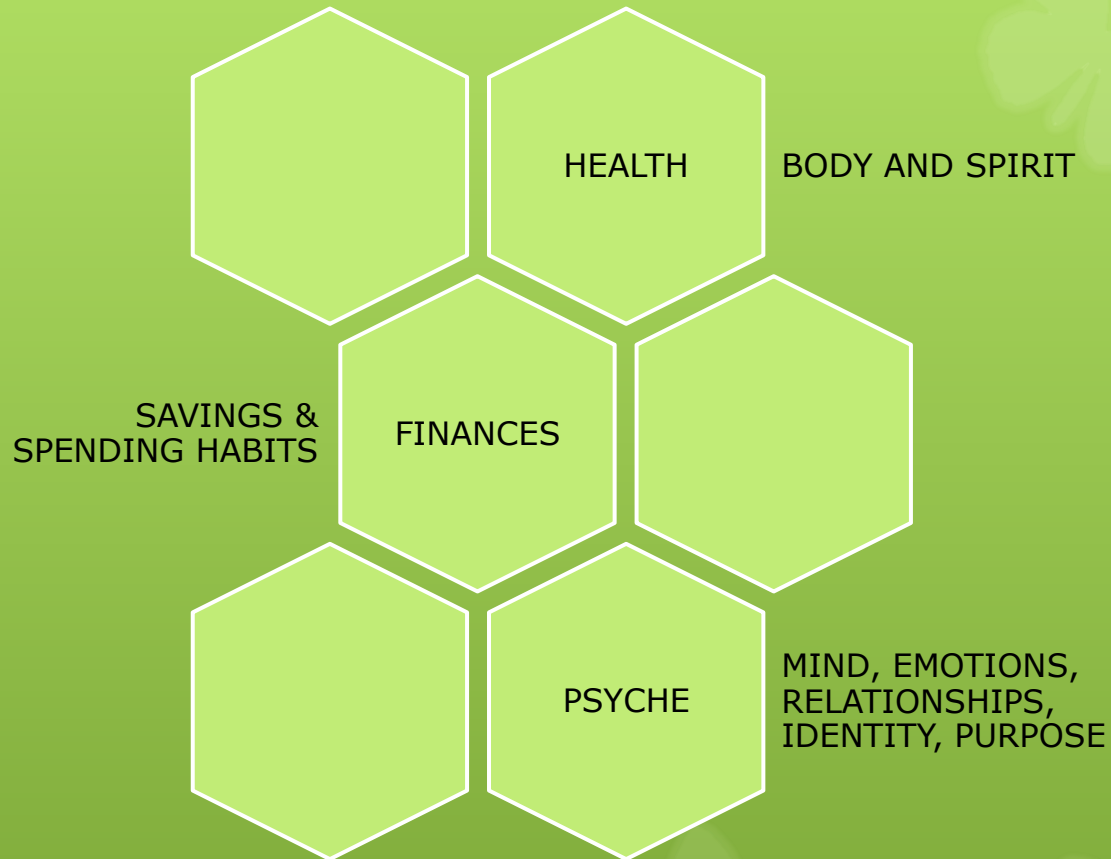 HEALTH
BODY AND SPIRIT
SAVINGS &
SPENDING HABITS
FINANCES
PSYCHE
MIND, EMOTIONS,
RELATIONSHIPS,
IDENTITY, PURPOSE